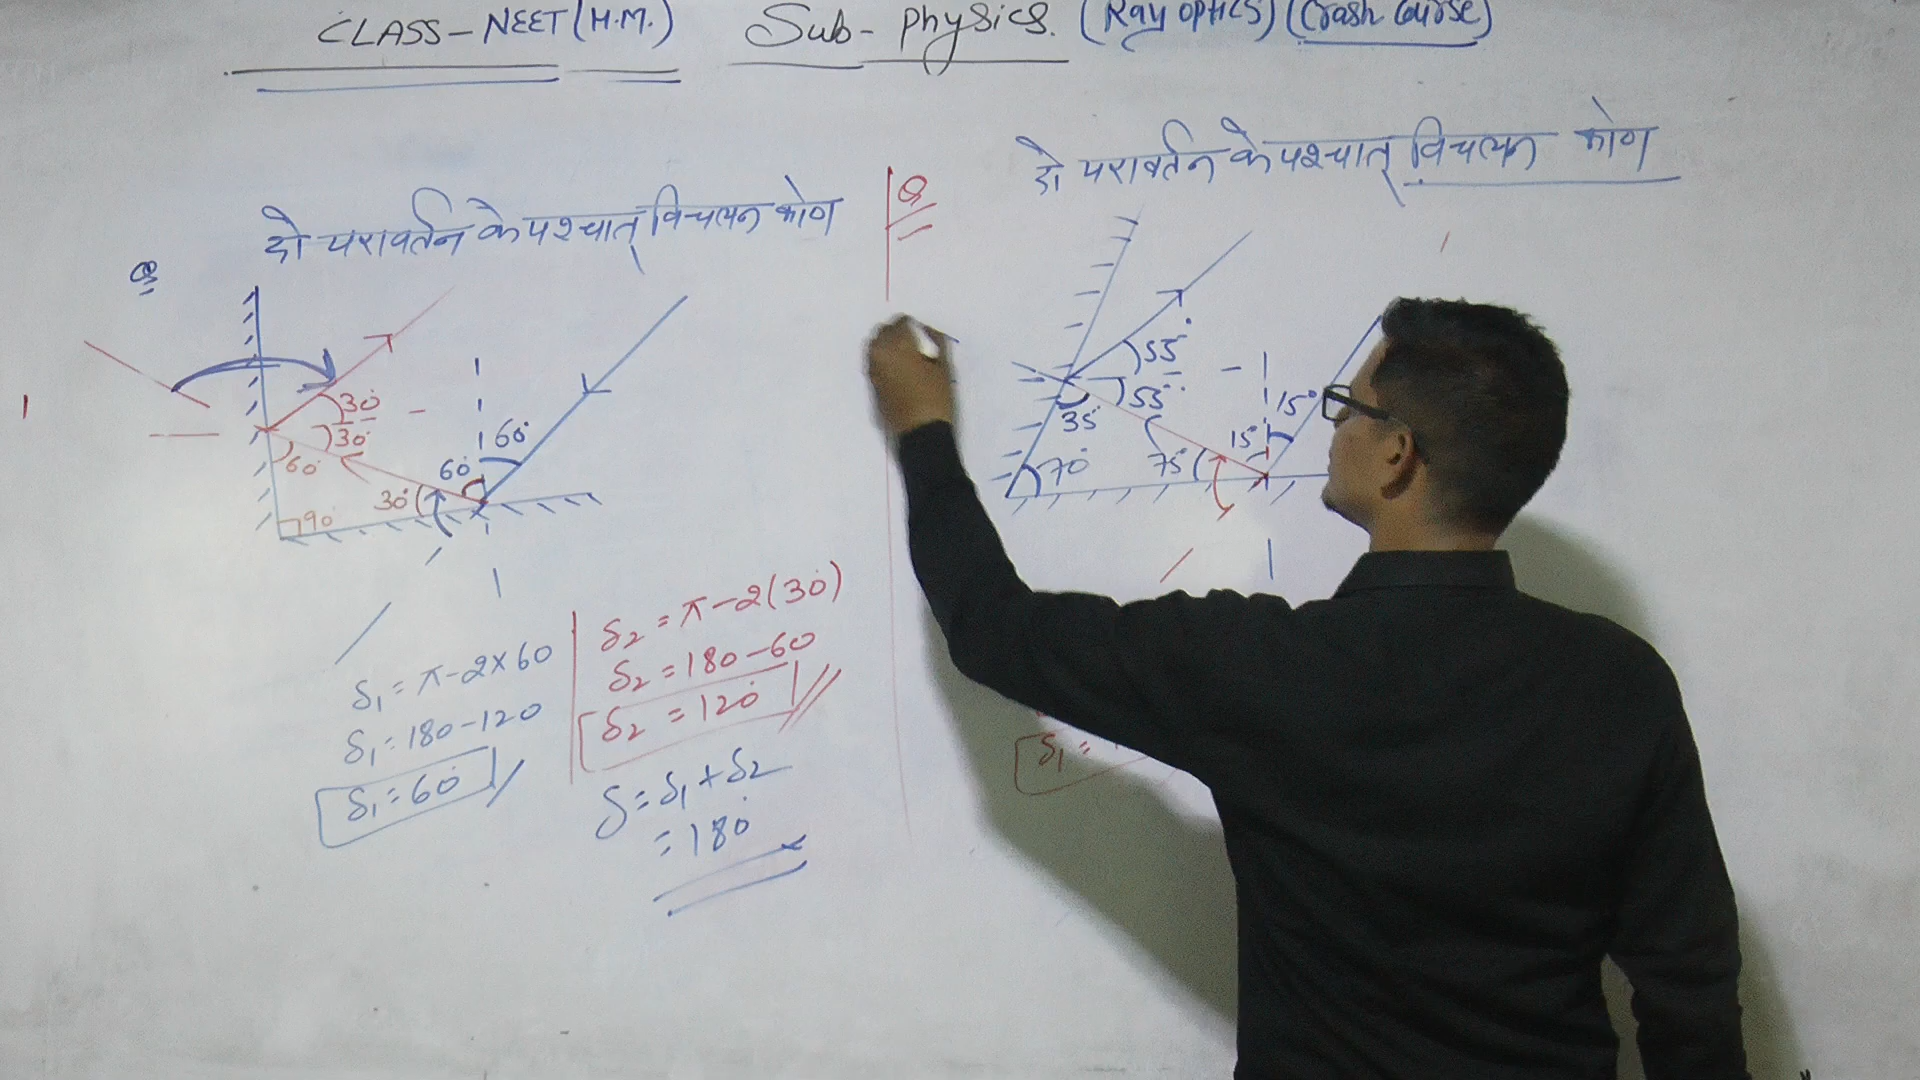 CLASS-NEET(H.M.) Sub- Physics. (Ray optics) (Crash Course)
दो परावर्तन के पश्चात् विचलन कोण
Q
30°
30°
60°
90°
30°
60°
60°
δ₁ = π-2×60
δ₁ = 180-120
δ₁ = 60°
δ₂ = π-2(30°)
δ₂ = 180-60
δ₂ = 120°
δ = δ₁+δ₂
= 180°
Q
दो परावर्तन के पश्चात् विचलन कोण
55°
55°
35°
70°
75°
15°
15°
δ₁ =